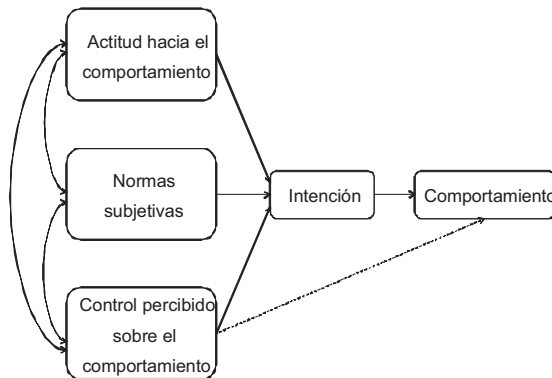 Actitud hacia el
comportamiento
Normas
subjetivas
Intención
Comportamiento
Control percibido
sobre el
comportamiento